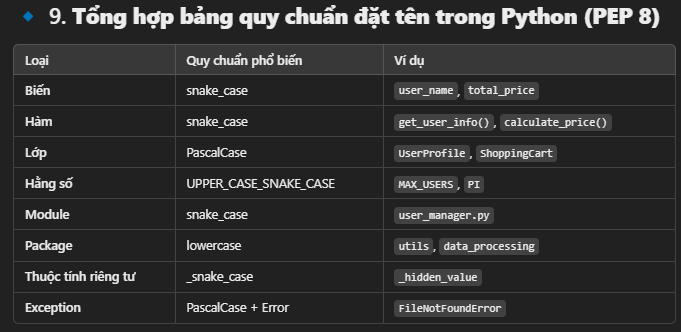 9. Tổng hợp bảng quy chuẩn đặt tên trong Python (PEP 8)
Loại Quy chuẩn phổ biến Ví dụ
Biến snake_case user_name, total_price
Hàm snake_case get_user_info(), calculate_price()
Lớp PascalCase UserProfile, ShoppingCart
Hằng số UPPER_CASE_SNAKE_CASE MAX_USERS, PI
Module snake_case user_manager.py
Package lowercase utils, data_processing
Thuộc tính riêng tư _snake_case _hidden_value
Exception PascalCase + Error FileNotFoundError